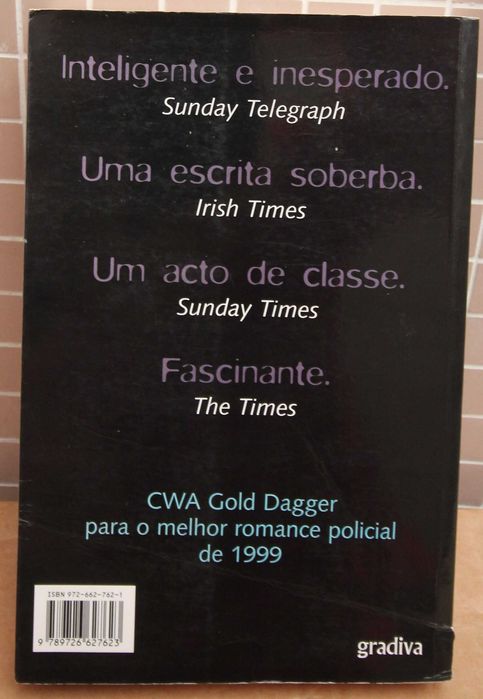 Inteligente e inesperado.
Sunday Telegraph
Uma escrita soberba.
Irish Times
Um acto de classe.
Sunday Times
Fascinante.
The Times
CWA Gold Dagger
para o melhor romance policial
de 1999
ISBN 972-662-762-1
9 789726 627623
gradiva